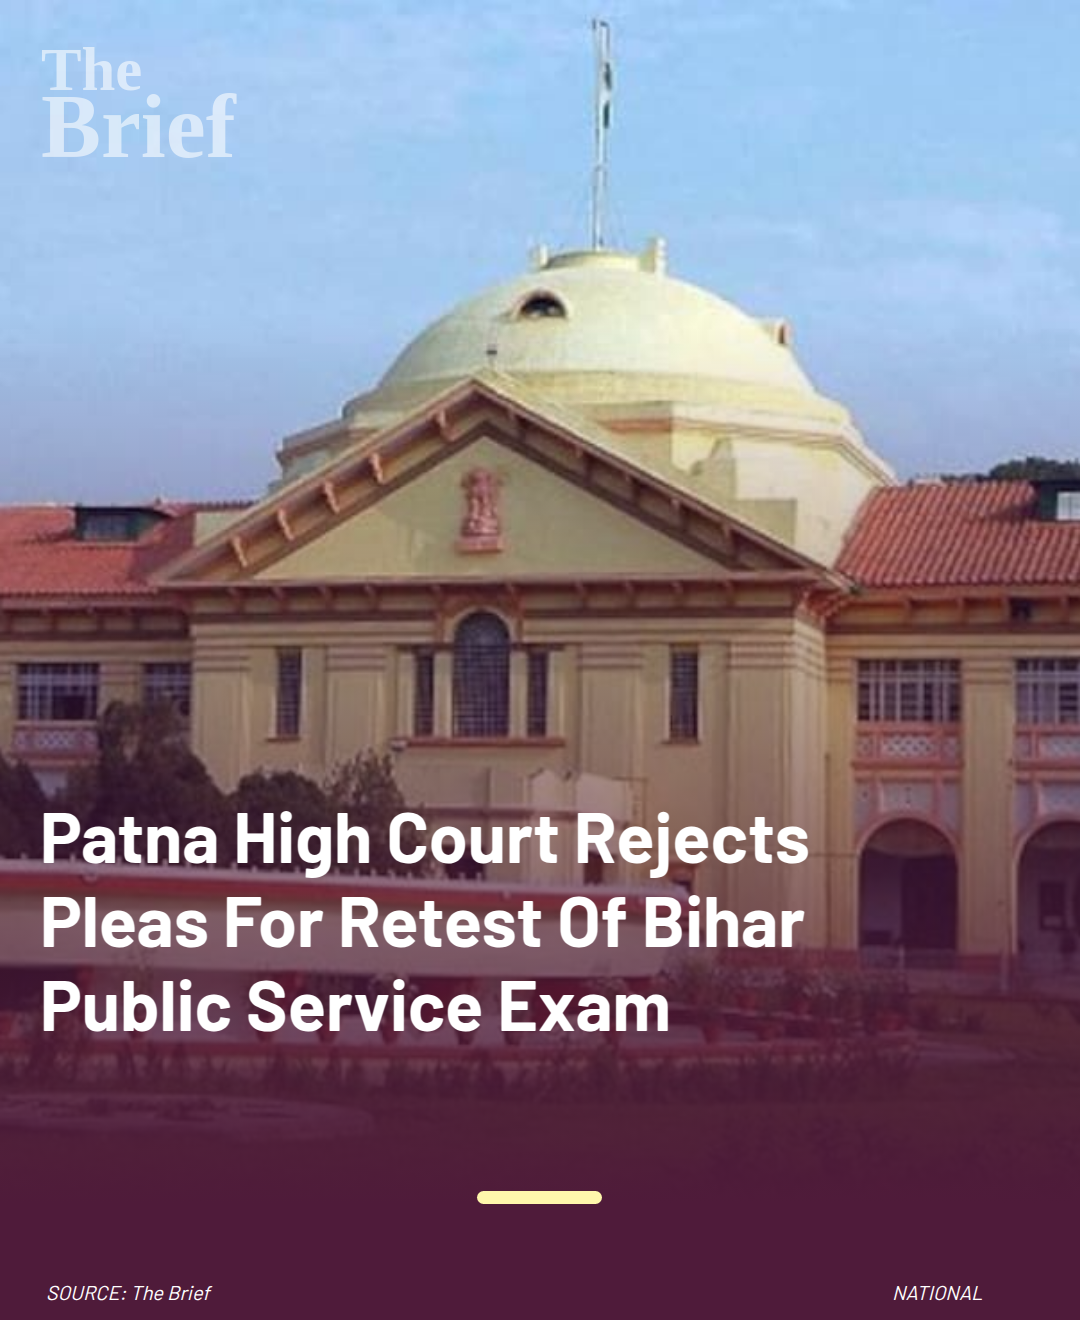 The
Brief
Patna High Court Rejects
Pleas For Retest Of Bihar
Public Service Exam
SOURCE: The Brief
NATIONAL